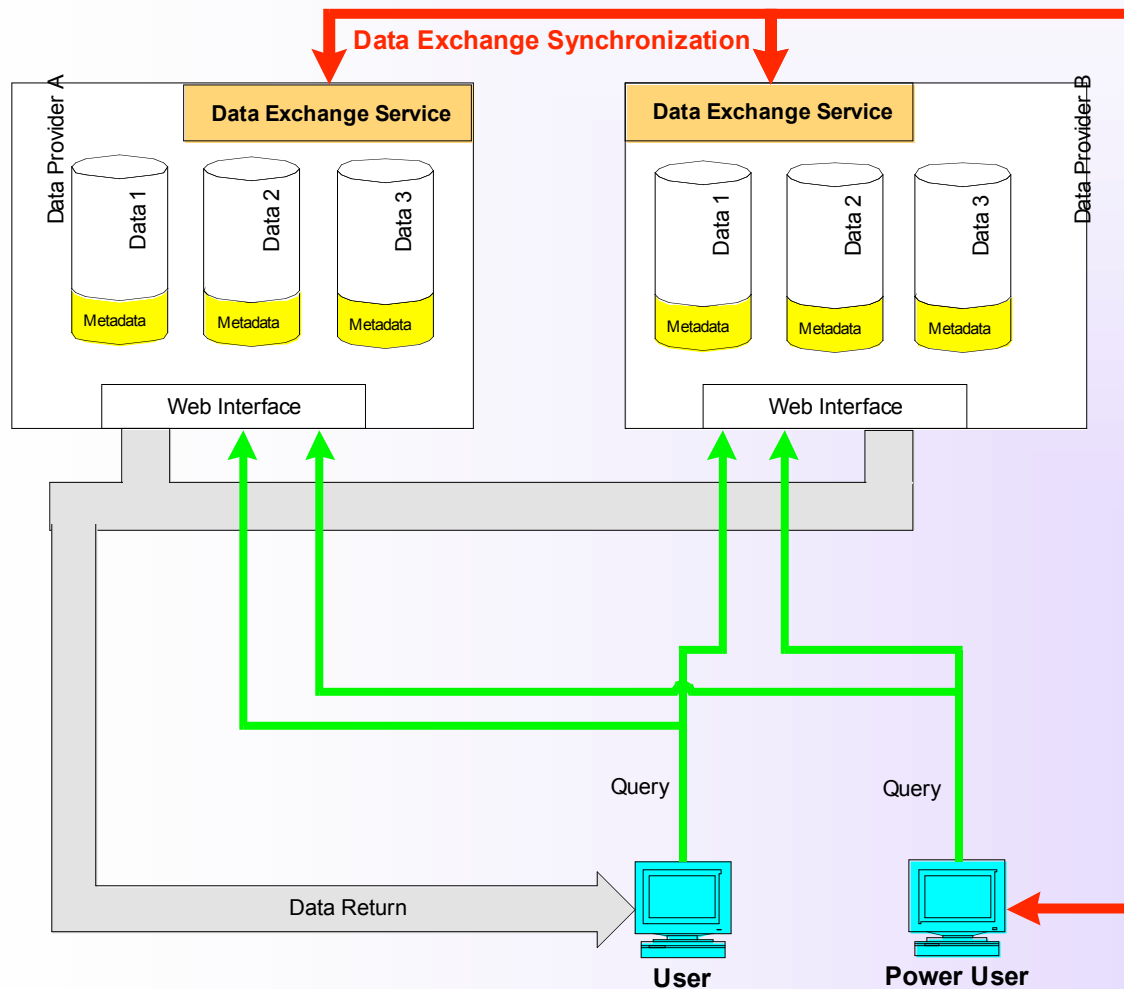 Data Exchange Synchronization
Data Provider A
Data Exchange Service
Data 1
Data 2
Data 3
Metadata
Metadata
Metadata
Web Interface
Data Provider B
Data Exchange Service
Data 1
Data 2
Data 3
Metadata
Metadata
Metadata
Web Interface
Query
Query
Data Return
User
Power User